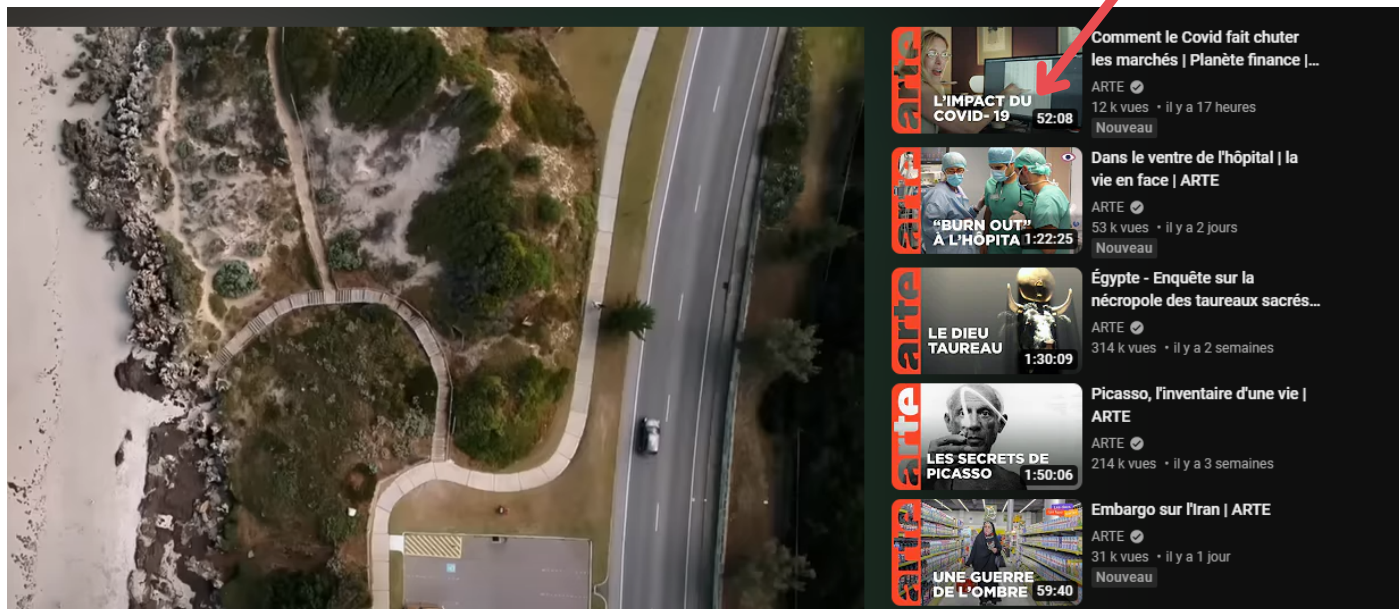 arte
L'IMPACT DU
COVID- 19
52:08
Comment le Covid fait chuter
les marchés | Planète finance |...
ARTE
12 k vues • il y a 17 heures
Nouveau
arte
"BURN OUT"
À L'HÔPITA
1:22:25
Dans le ventre de l'hôpital | la
vie en face | ARTE
ARTE
53 k vues • il y a 2 jours
Nouveau
arte
LE DIEU
TAUREAU
1:30:09
Égypte - Enquête sur la
nécropole des taureaux sacrés...
ARTE
314 k vues • il y a 2 semaines
arte
LES SECRETS DE
PICASSO
1:50:06
Picasso, l'inventaire d'une vie |
ARTE
ARTE
214 k vues • il y a 3 semaines
arte
UNE GUERRE
DE L'OMBRE
59:40
Embargo sur l'Iran | ARTE
ARTE
31 k vues • il y a 1 jour
Nouveau